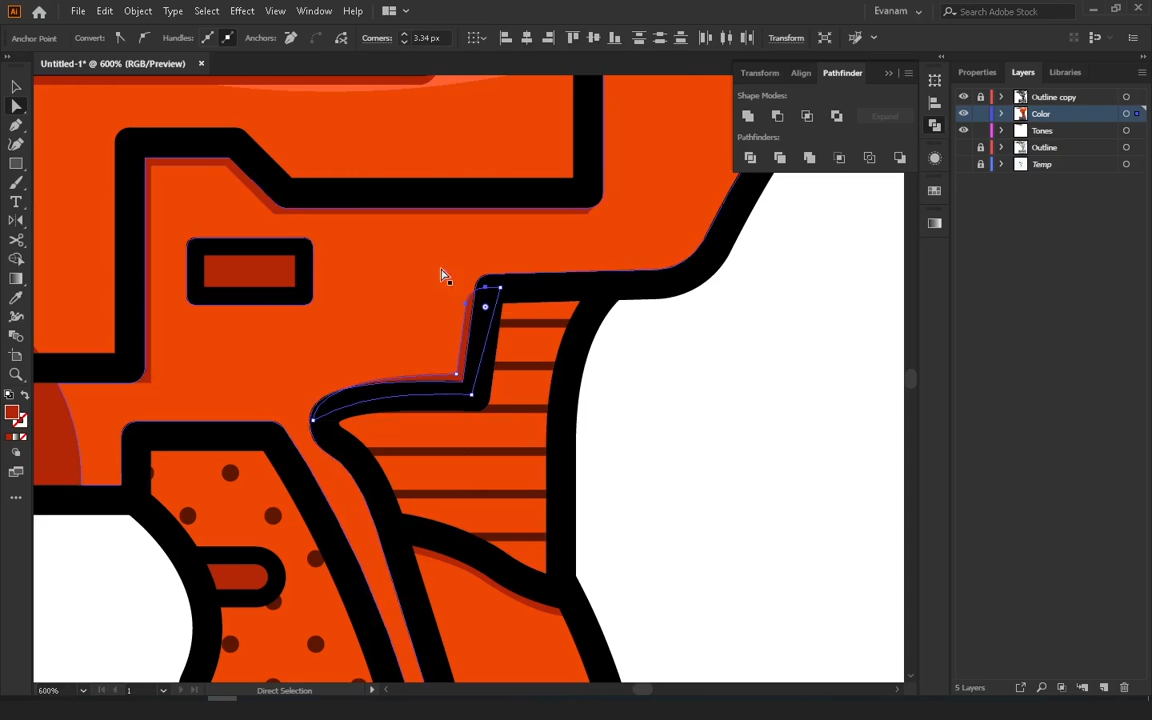 Ai File Edit Object Type Select Effect View Window Help Evanam Search Adobe Stock
Anchor Point Convert: Handles: Anchors: Corners: 3.34 px Transform
Untitled-1* @ 600% (RGB/Preview) ×
Transform Align Pathfinder
Shape Modes:
Expand
Pathfinders:
Properties Layers Libraries
Outline copy
Color
Tones
Outline
Temp
600% 1 Direct Selection 5 Layers